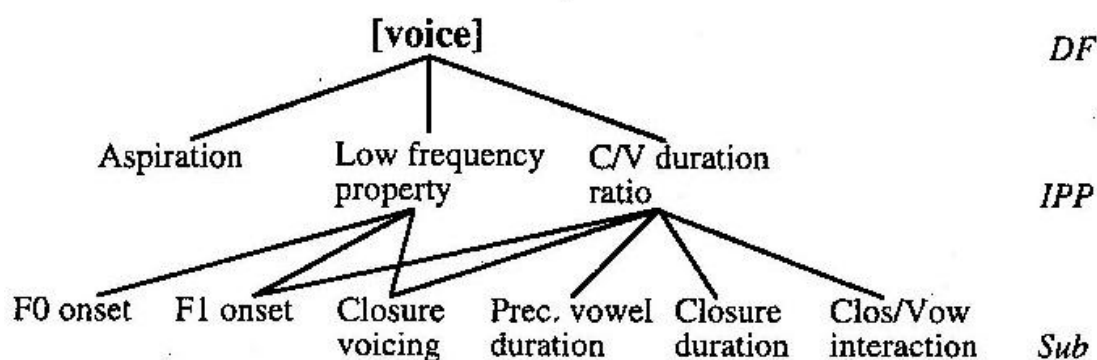 [voice] DF
Aspiration Low frequency property C/V duration ratio IPP
F0 onset F1 onset Closure voicing Prec. vowel duration Closure duration Clos/Vow interaction Sub